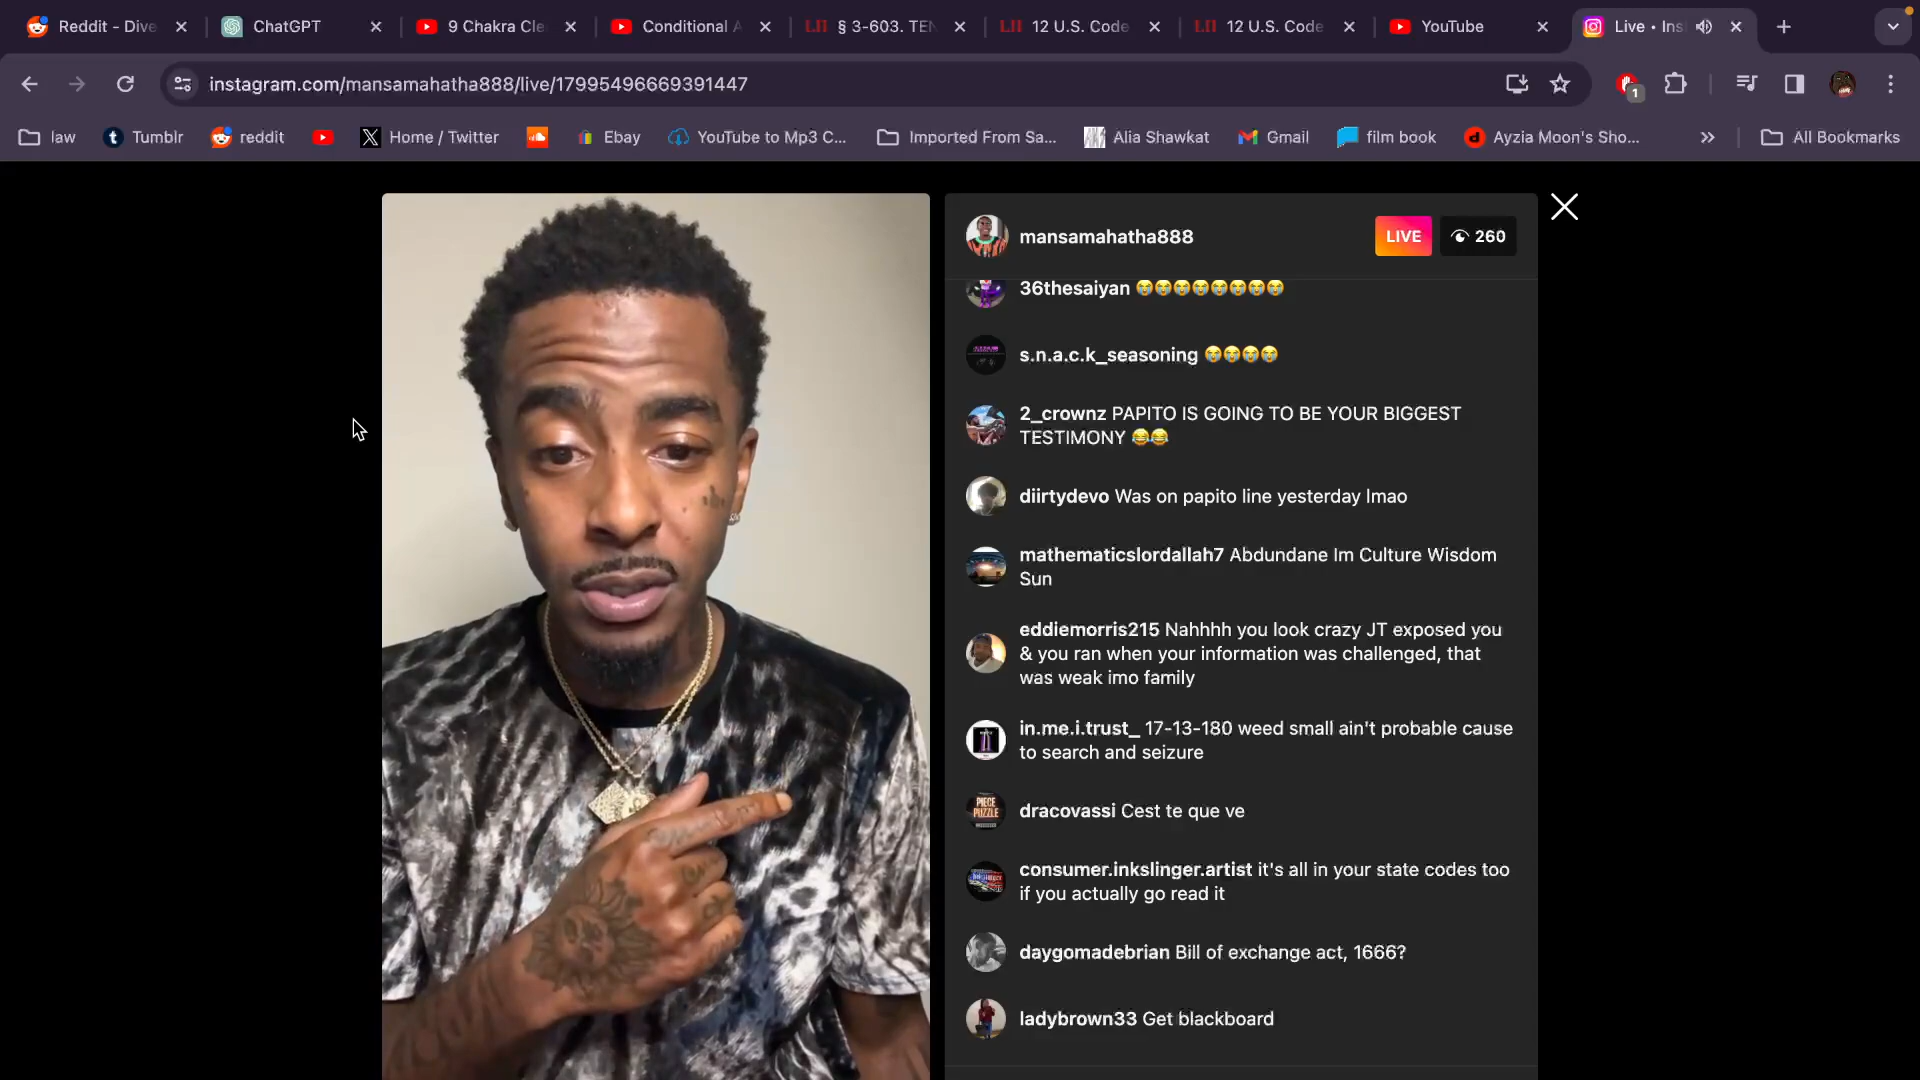 Reddit - Dive
ChatGPT
9 Chakra Cle
Conditional A
§ 3-603. TEN
12 U.S. Code
12 U.S. Code
YouTube
Live • Ins
instagram.com/mansamahatha888/live/17995496669391447
1
law
Tumblr
reddit
Home / Twitter
Ebay
YouTube to Mp3 C...
Imported From Sa...
Alia Shawkat
Gmail
film book
Ayzia Moon's Sho...
All Bookmarks
mansamahatha888
LIVE
260
36thesaiyan 😭😭😭😭😭😭😭😭
s.n.a.c.k_seasoning 😭😭😭😭
2_crownz PAPITO IS GOING TO BE YOUR BIGGEST
TESTIMONY 😂😂
diirtydevo Was on papito line yesterday lmao
mathematicslordallah7 Abdundane Im Culture Wisdom
Sun
eddiemorris215 Nahhhh you look crazy JT exposed you
& you ran when your information was challenged, that
was weak imo family
in.me.i.trust_ 17-13-180 weed small ain't probable cause
to search and seizure
PIECE
PUZZLE
dracovassi Cest te que ve
consumer.inkslinger.artist it's all in your state codes too
if you actually go read it
daygomadebrian Bill of exchange act, 1666?
ladybrown33 Get blackboard